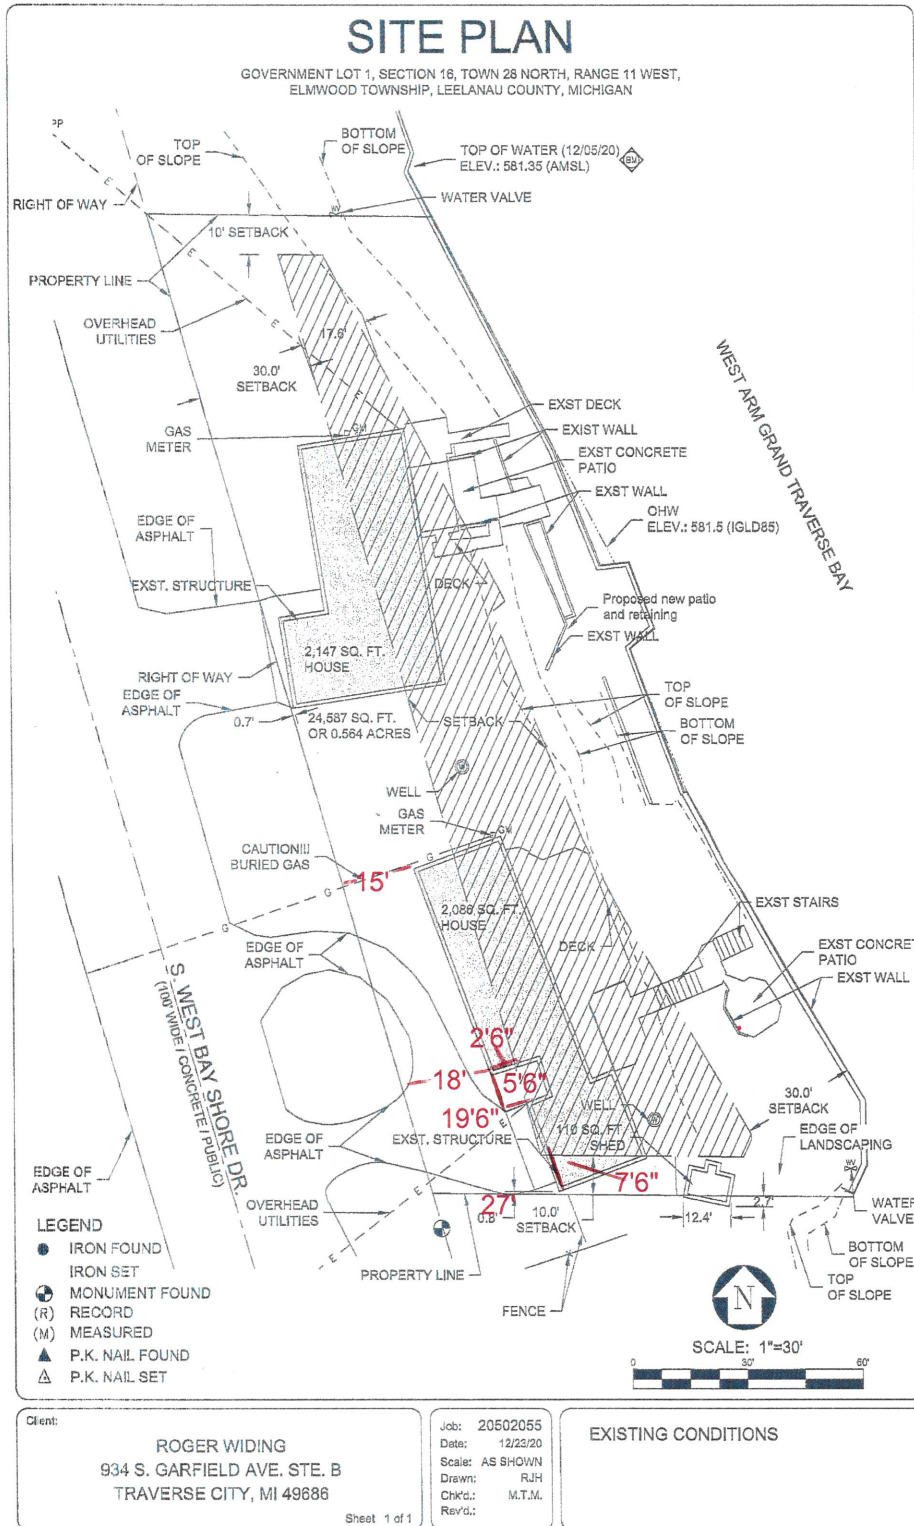 SITE PLAN
GOVERNMENT LOT 1, SECTION 16, TOWN 28 NORTH, RANGE 11 WEST,
ELMWOOD TOWNSHIP, LEELANAU COUNTY, MICHIGAN
PP
TOP
OF SLOPE
BOTTOM
OF SLOPE
TOP OF WATER (12/05/20)
ELEV.: 581.35 (AMSL)
BM
E
RIGHT OF WAY
WATER VALVE
WV
10' SETBACK
E
PROPERTY LINE
OVERHEAD
UTILITIES
E
17.6'
30.0'
SETBACK
E
WEST ARM GRAND TRAVERSE BAY
GAS
METER
GM
EXST DECK
EXIST WALL
EXST CONCRETE
PATIO
EXST WALL
OHW
ELEV.: 581.5 (IGLD85)
EDGE OF
ASPHALT
EXST. STRUCTURE
DECK
Proposed new patio
and retaining
EXST WALL
2,147 SQ. FT.
HOUSE
RIGHT OF WAY
EDGE OF
ASPHALT
0.7'
24,587 SQ. FT.
OR 0.564 ACRES
SETBACK
TOP
OF SLOPE
BOTTOM
OF SLOPE
WELL
W
GAS
METER
GM
CAUTION!!!
BURIED GAS
G
15'
G
G
G
2,086 SQ. FT.
HOUSE
EXST STAIRS
EDGE OF
ASPHALT
DECK
EXST CONCRET
PATIO
EXST WALL
S. WEST BAY SHORE DR.
(100' WIDE / CONCRETE / PUBLIC)
2'6"
18'
5'6"
19'6"
E
WELL
W
30.0'
SETBACK
EXST. STRUCTURE
110 SQ. FT.
SHED
EDGE OF
LANDSCAPING
EDGE OF
ASPHALT
EDGE OF
ASPHALT
7'6"
WV
OVERHEAD
UTILITIES
E
E
27'
0.8'
10.0'
SETBACK
12.4'
2.7'
WATER
VALVE
BOTTOM
OF SLOPE
TOP
OF SLOPE
PROPERTY LINE
FENCE
LEGEND
IRON FOUND
IRON SET
MONUMENT FOUND
(R) RECORD
(M) MEASURED
P.K. NAIL FOUND
P.K. NAIL SET
N
SCALE: 1"=30'
0 30' 60'
Client:
ROGER WIDING
934 S. GARFIELD AVE. STE. B
TRAVERSE CITY, MI 49686
Sheet 1 of 1
Job: 20502055
Date: 12/23/20
Scale: AS SHOWN
Drawn: RJH
Chk'd.: M.T.M.
Rev'd.:
EXISTING CONDITIONS